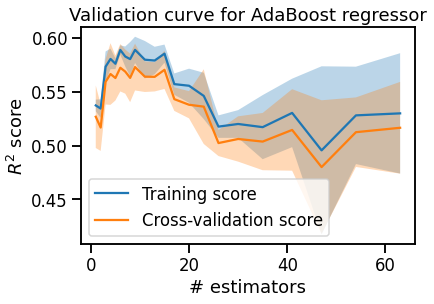 Validation curve for AdaBoost regressor
R² score
0.60
0.55
0.50
0.45
Training score
Cross-validation score
0 20 40 60
# estimators